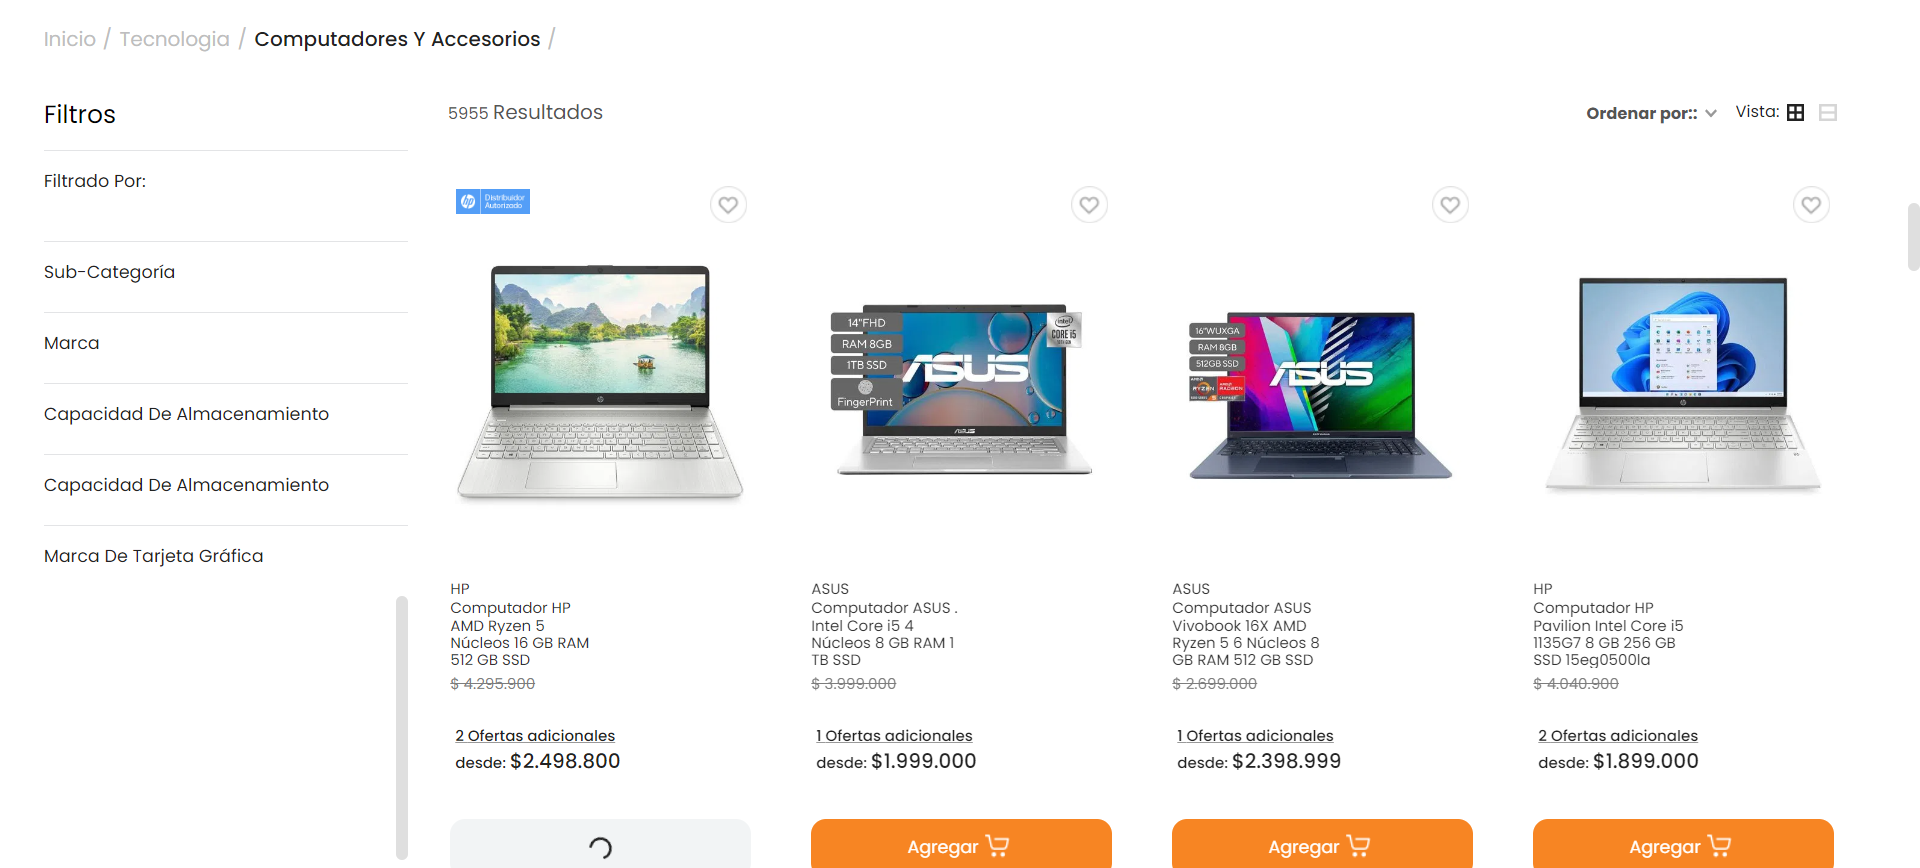 Inicio / Tecnologia / Computadores Y Accesorios /
Filtros
Filtrado Por:
Sub-Categoría
Marca
Capacidad De Almacenamiento
Capacidad De Almacenamiento
Marca De Tarjeta Gráfica
5955 Resultados
Ordenar por::
Vista:
hp Distribuidor
Autorizado
HP
Computador HP
AMD Ryzen 5
Núcleos 16 GB RAM
512 GB SSD
$ 4.295.900
2 Ofertas adicionales
desde: $2.498.800
14"FHD
RAM 8GB
1TB SSD
FingerPrint
intel
CORE i5
ASUS
ASUS
ASUS
Computador ASUS .
Intel Core i5 4
Núcleos 8 GB RAM 1
TB SSD
$ 3.999.000
1 Ofertas adicionales
desde: $1.999.000
Agregar
16"WUXGA
RAM 8GB
512GB SSD
AMD
RYZEN
AMD
RADEON
ASUS
ASUS
Computador ASUS
Vivobook 16X AMD
Ryzen 5 6 Núcleos 8
GB RAM 512 GB SSD
$ 2.699.000
1 Ofertas adicionales
desde: $2.398.999
Agregar
HP
Computador HP
Pavilion Intel Core i5
1135G7 8 GB 256 GB
SSD 15eg0500la
$ 4.040.900
2 Ofertas adicionales
desde: $1.899.000
Agregar